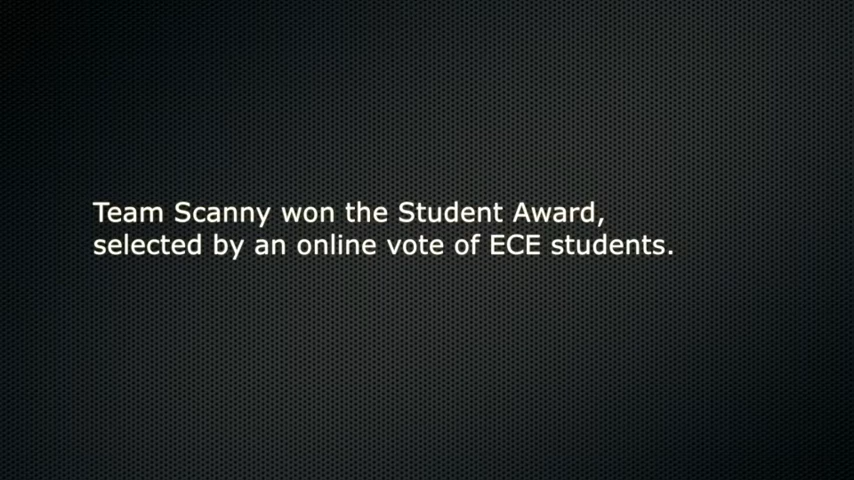 Team Scanny won the Student Award,
selected by an online vote of ECE students.